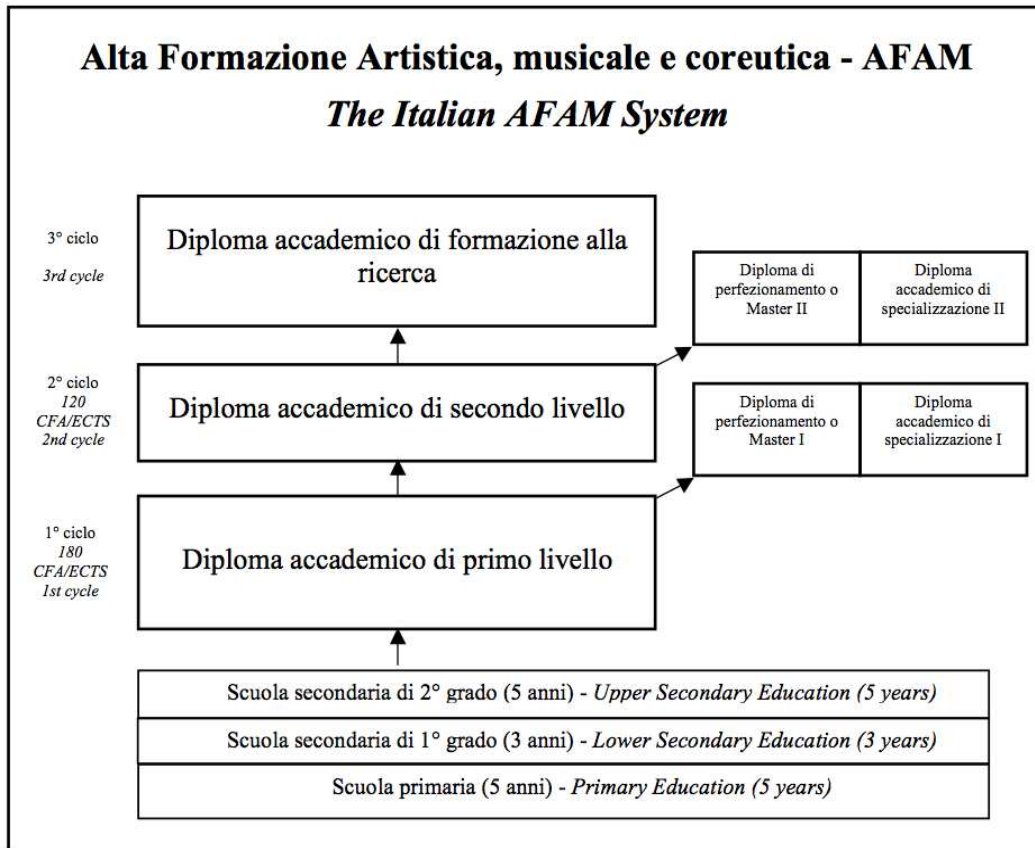 Alta Formazione Artistica, musicale e coreutica - AFAM
The Italian AFAM System
3° ciclo
3rd cycle
Diploma accademico di formazione alla
ricerca
Diploma di
perfezionamento o
Master II
Diploma
accademico di
specializzazione II
2° ciclo
120
CFA/ECTS
2nd cycle
Diploma accademico di secondo livello
Diploma di
perfezionamento o
Master I
Diploma
accademico di
specializzazione I
1° ciclo
180
CFA/ECTS
1st cycle
Diploma accademico di primo livello
Scuola secondaria di 2° grado (5 anni) - Upper Secondary Education (5 years)
Scuola secondaria di 1° grado (3 anni) - Lower Secondary Education (3 years)
Scuola primaria (5 anni) - Primary Education (5 years)